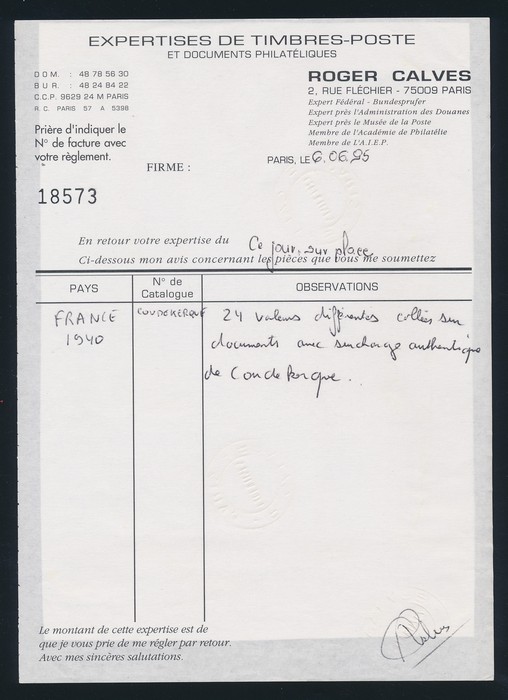 EXPERTISES DE TIMBRES-POSTE
ET DOCUMENTS PHILATÉLIQUES
DOM. : 48 78 56 30
BUR. : 48 24 84 22
C.C.P. 9629 24 M PARIS
R.C. PARIS 57 A 5398
ROGER CALVES
2, RUE FLÉCHIER - 75009 PARIS
Expert Fédéral - Bundesprufer
Expert près l'Administration des Douanes
Expert près le Musée de la Poste
Membre de l'Académie de Philatélie
Membre de L'A.I.E.P.
Prière d'indiquer le
N° de facture avec
votre règlement.
FIRME :
PARIS, LE 6.06.95
18573
En retour votre expertise du Ce jour, sur place
Ci-dessous mon avis concernant les pièces que vous me soumettez
PAYS
N° de
Catalogue
OBSERVATIONS
FRANCE
1940
COUDEKERQUE
24 valeurs différentes collées sur
documents avec surcharge authentique
de Coudekerque.
Le montant de cette expertise est de
que je vous prie de me régler par retour.
Avec mes sincères salutations.